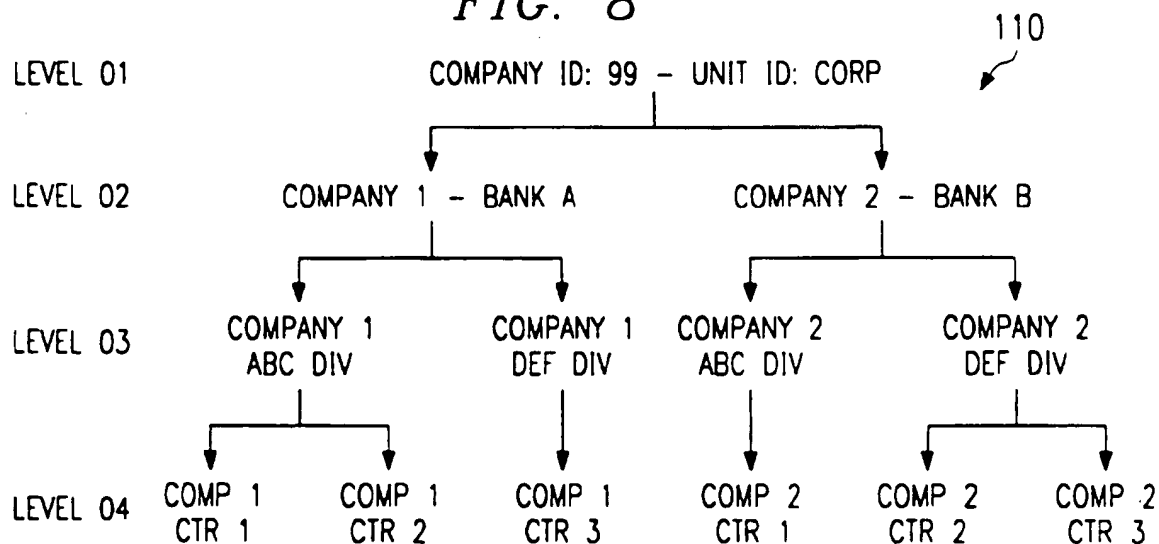 FIG. 8
110
LEVEL 01 COMPANY ID: 99 – UNIT ID: CORP
LEVEL 02 COMPANY 1 – BANK A COMPANY 2 – BANK B
LEVEL 03
COMPANY 1
ABC DIV
COMPANY 1
DEF DIV
COMPANY 2
ABC DIV
COMPANY 2
DEF DIV
LEVEL 04
COMP 1
CTR 1
COMP 1
CTR 2
COMP 1
CTR 3
COMP 2
CTR 1
COMP 2
CTR 2
COMP 2
CTR 3